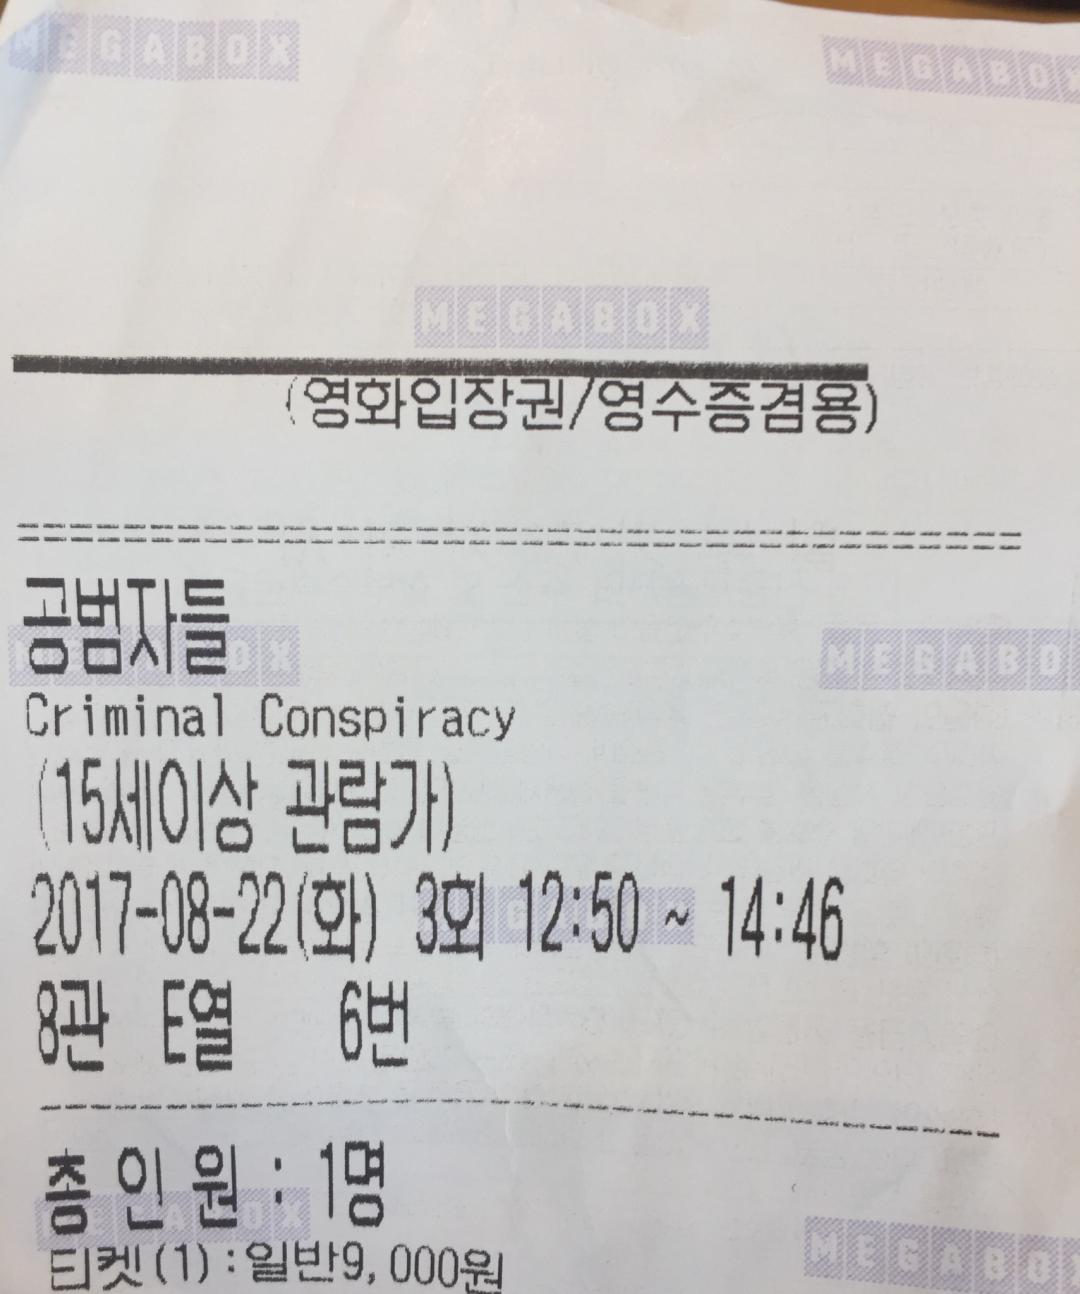 MEGABOX MEGABOX
MEGABOX
(영화입장권/영수증겸용)
공범자들
MEGABOX
Criminal Conspiracy
(15세이상 관람가)
2017-08-22(화) 3회 12:50 ~ 14:46
8관 E열 6번
총 인 원 : 1명
티켓(1):일반9,000원
MEGABOX